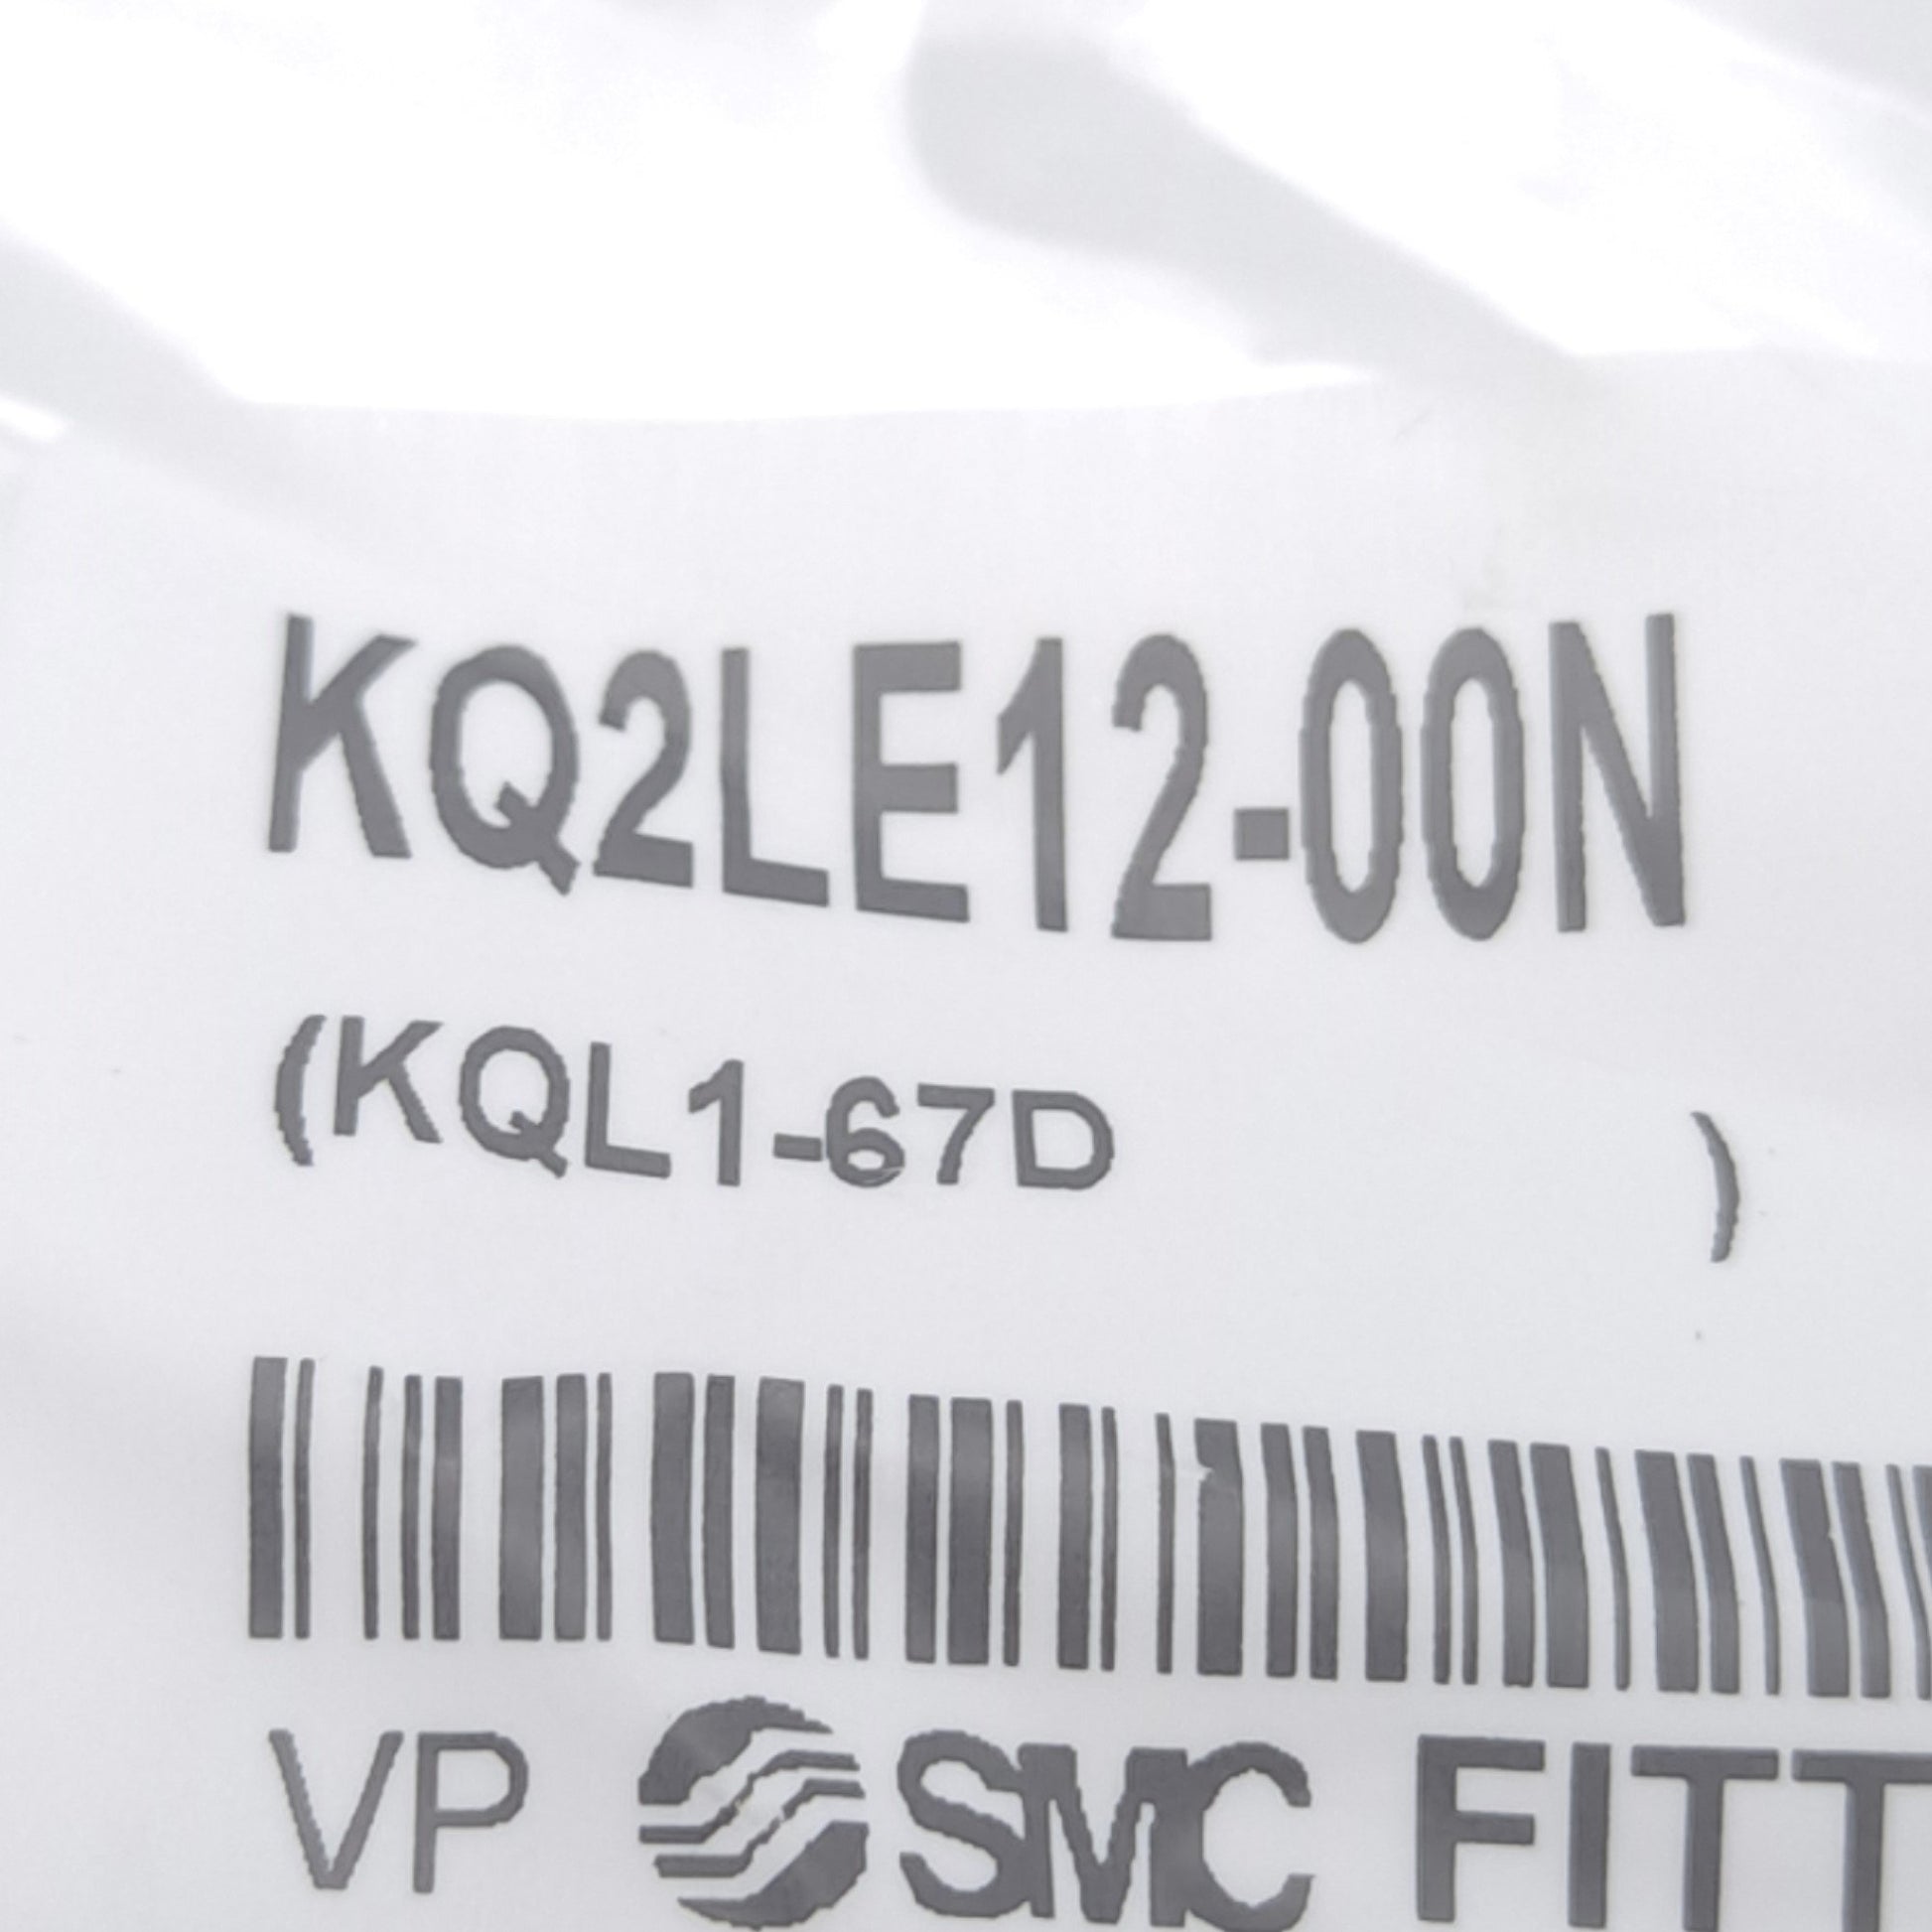 KQ2LE12-00N
(KQL1-67D )
VP SMC FITT